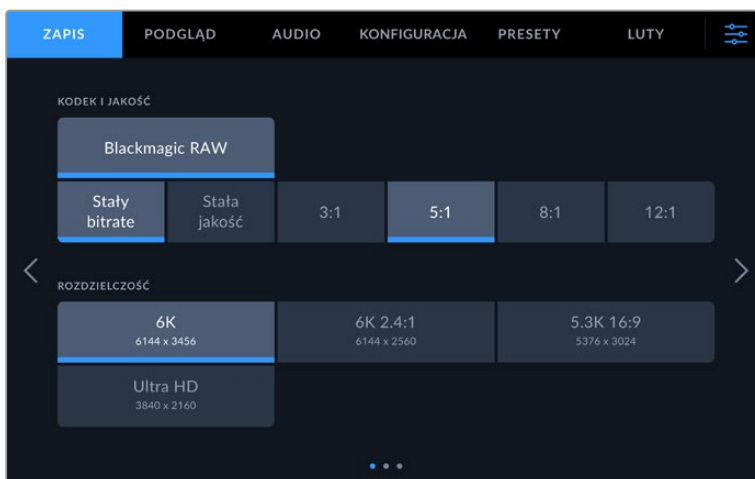 ZAPIS PODGLĄD AUDIO KONFIGURACJA PRESETY LUTY
KODEK I JAKOŚĆ
Blackmagic RAW
Stały bitrate
Stała jakość
3:1
5:1
8:1
12:1
ROZDZIELCZOŚĆ
6K
6144 x 3456
6K 2.4:1
6144 x 2560
5.3K 16:9
5376 x 3024
Ultra HD
3840 x 2160